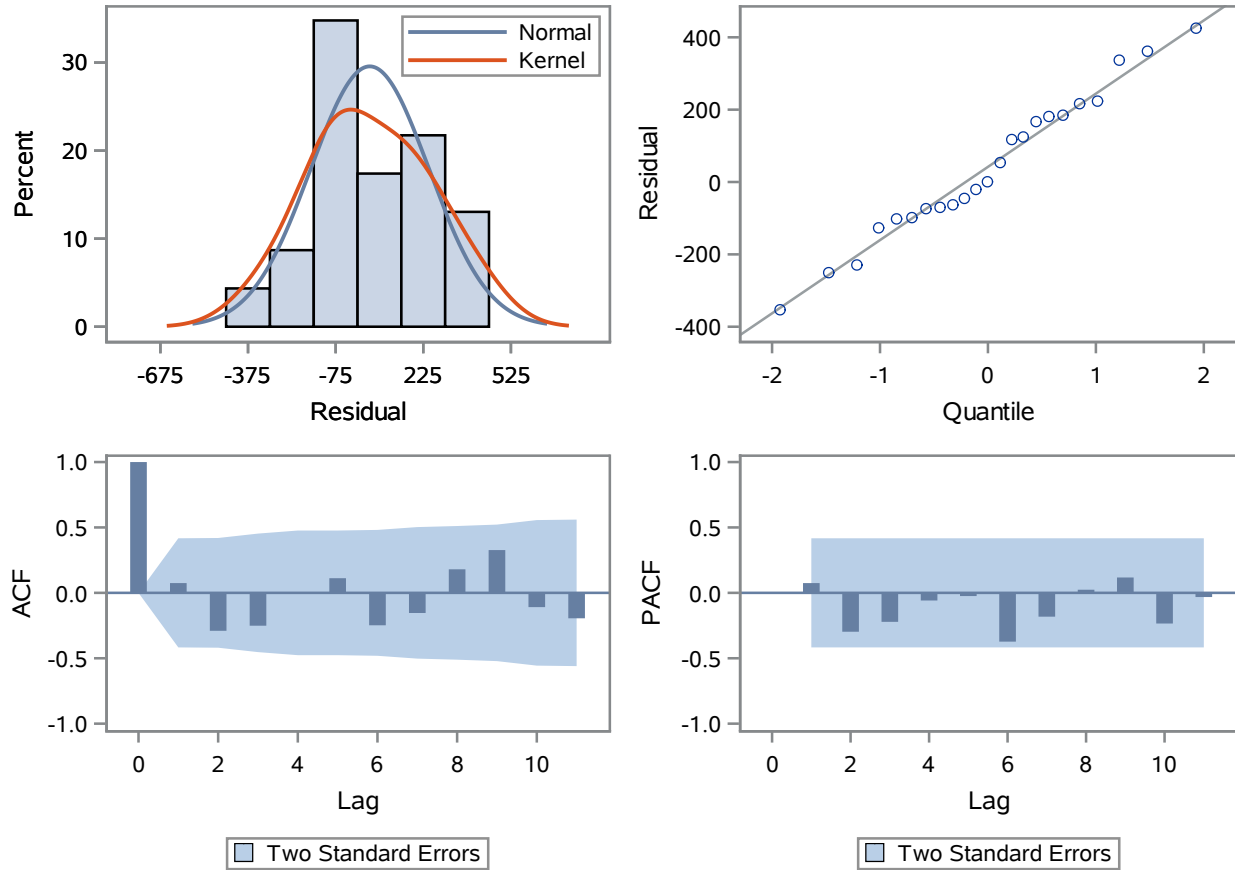 Normal
Kernel
30
20
10
0
Percent
-675 -375 -75 225 525
Residual
400
200
0
-200
-400
Residual
-2 -1 0 1 2
Quantile
1.0
0.5
0.0
-0.5
-1.0
ACF
0 2 4 6 8 10
Lag
Two Standard Errors
1.0
0.5
0.0
-0.5
-1.0
PACF
0 2 4 6 8 10
Lag
Two Standard Errors